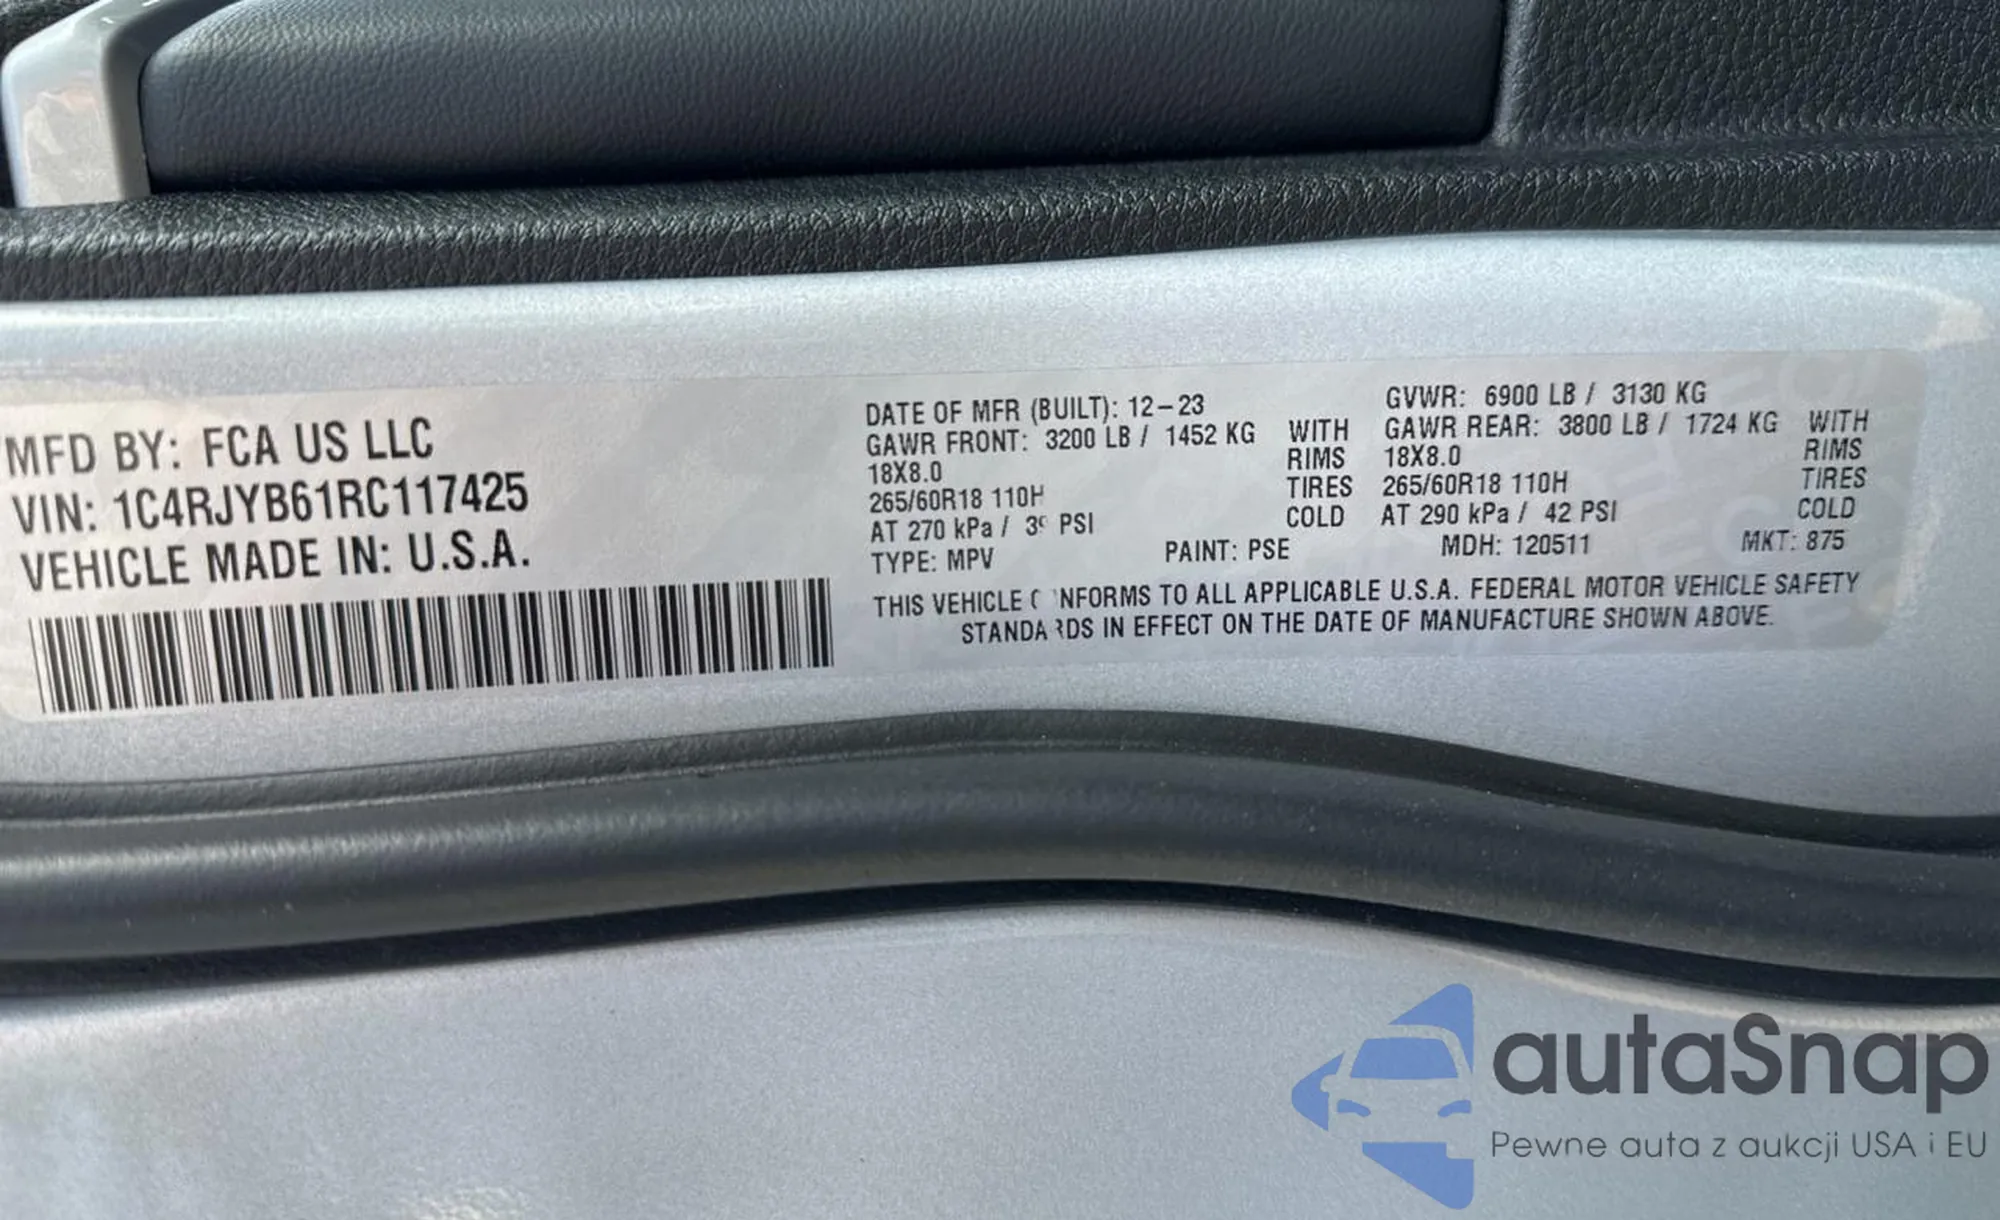 MFD BY: FCA US LLC
VIN: 1C4RJYB61RC117425
VEHICLE MADE IN: U.S.A.
DATE OF MFR (BUILT): 12-23 GVWR: 6900 LB / 3130 KG
GAWR FRONT: 3200 LB / 1452 KG WITH GAWR REAR: 3800 LB / 1724 KG WITH
18X8.0 RIMS 18X8.0 RIMS
265/60R18 110H TIRES 265/60R18 110H TIRES
AT 270 kPa / PSI COLD AT 290 kPa / 42 PSI COLD
TYPE: MPV PAINT: PSE MDH: 120511 MKT: 875
THIS VEHICLE CONFORMS TO ALL APPLICABLE U.S.A. FEDERAL MOTOR VEHICLE SAFETY
STANDARDS IN EFFECT ON THE DATE OF MANUFACTURE SHOWN ABOVE.
autaSnap
Pewne auta z aukcji USA i EU